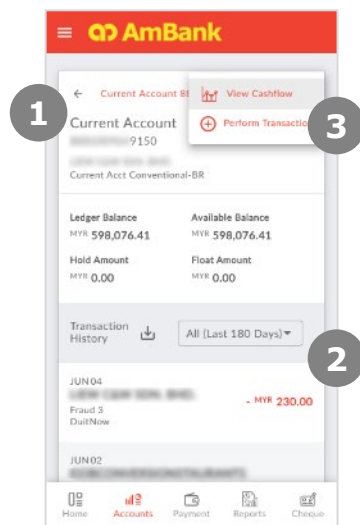 AmBank
← Current Account
View Cashflow
1
Current Account
Perform Transaction
3
9150
Current Acct Conventional-BR
Ledger Balance Available Balance
MYR 598,076.41 MYR 598,076.41
Hold Amount Float Amount
MYR 0.00 MYR 0.00
Transaction
History
All (Last 180 Days)
2
JUN 04
- MYR 230.00
Fraud 3
DuitNow
JUN 02
Home Accounts Payment Reports Cheque